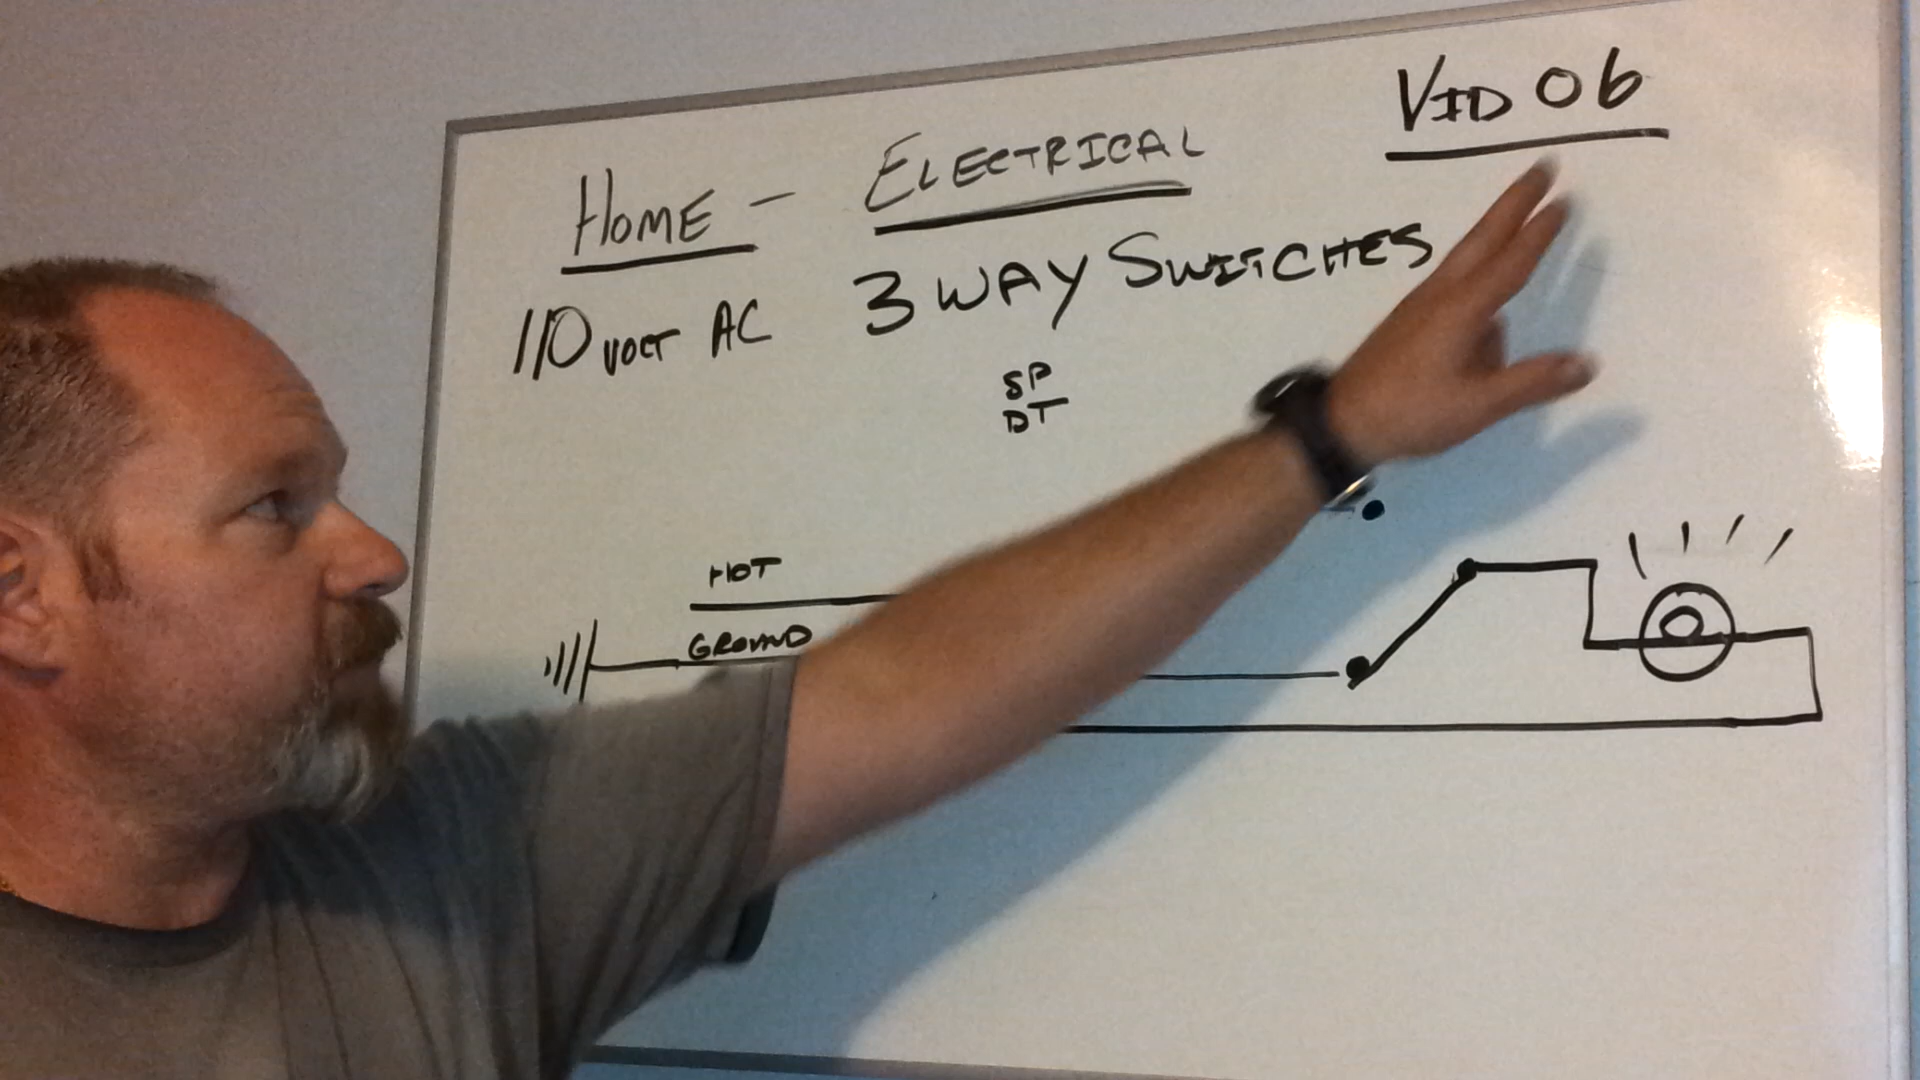 HOME - ELECTRICAL
VID 06
110 VOLT AC
3 WAY SWITCHES
SP
DT
HOT
GROUND